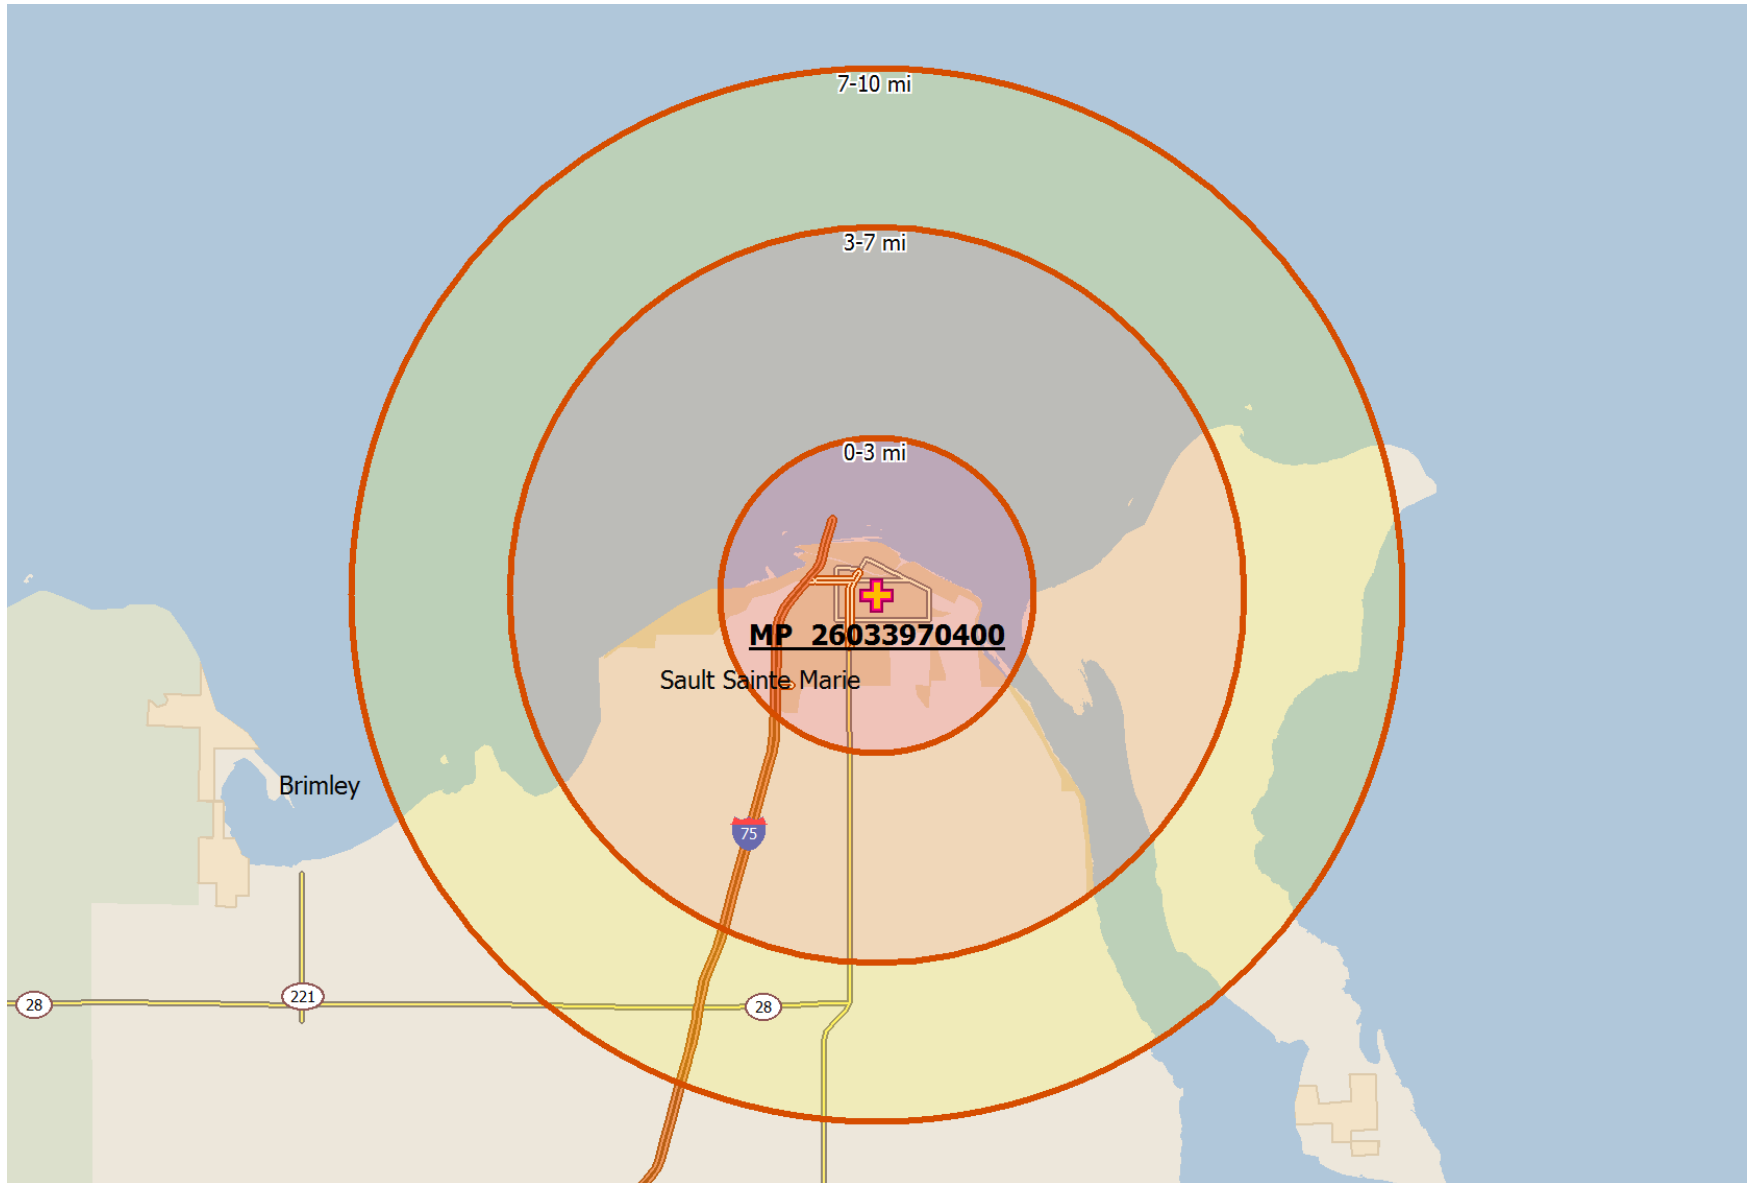 7-10 mi
3-7 mi
0-3 mi
MP 26033970400
Sault Sainte Marie
Brimley
75
28
221
28